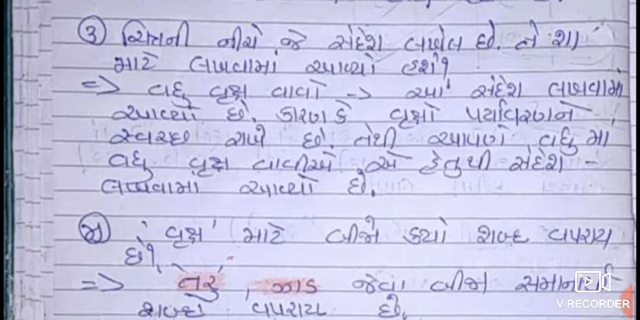 ③ ચિત્રની નીચે જે સંદેશ લખેલ છે. તે શા
માટે લખવામાં આવ્યો હશે?
=> વધુ વૃક્ષ વાવો -> આ સંદેશ લખવામાં
આવ્યો છે. કારણ કે વૃક્ષો પર્યાવરણને
સ્વચ્છ રાખે છે. તેથી આપણે વધુ માં
વધુ વૃક્ષ વાવીએ એ હેતુથી સંદેશ -
લખવામાં આવ્યો છે.
'વૃક્ષ' માટે બીજો કયો શબ્દ વપરાય
છે?
=> તરુ, ઝાડ જેવા બીજા સમાનાર્થી
શબ્દો વપરાય છે.
V RECORDER